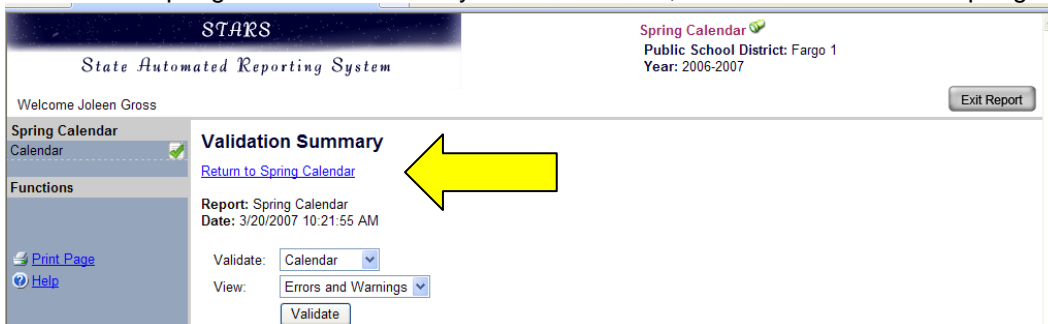 STARS
State Automated Reporting System
Spring Calendar
Public School District: Fargo 1
Year: 2006-2007
Welcome Joleen Gross
Exit Report
Spring Calendar
Calendar
Functions
Print Page
Help
Validation Summary
Return to Spring Calendar
Report: Spring Calendar
Date: 3/20/2007 10:21:55 AM
Validate: Calendar
View: Errors and Warnings
Validate